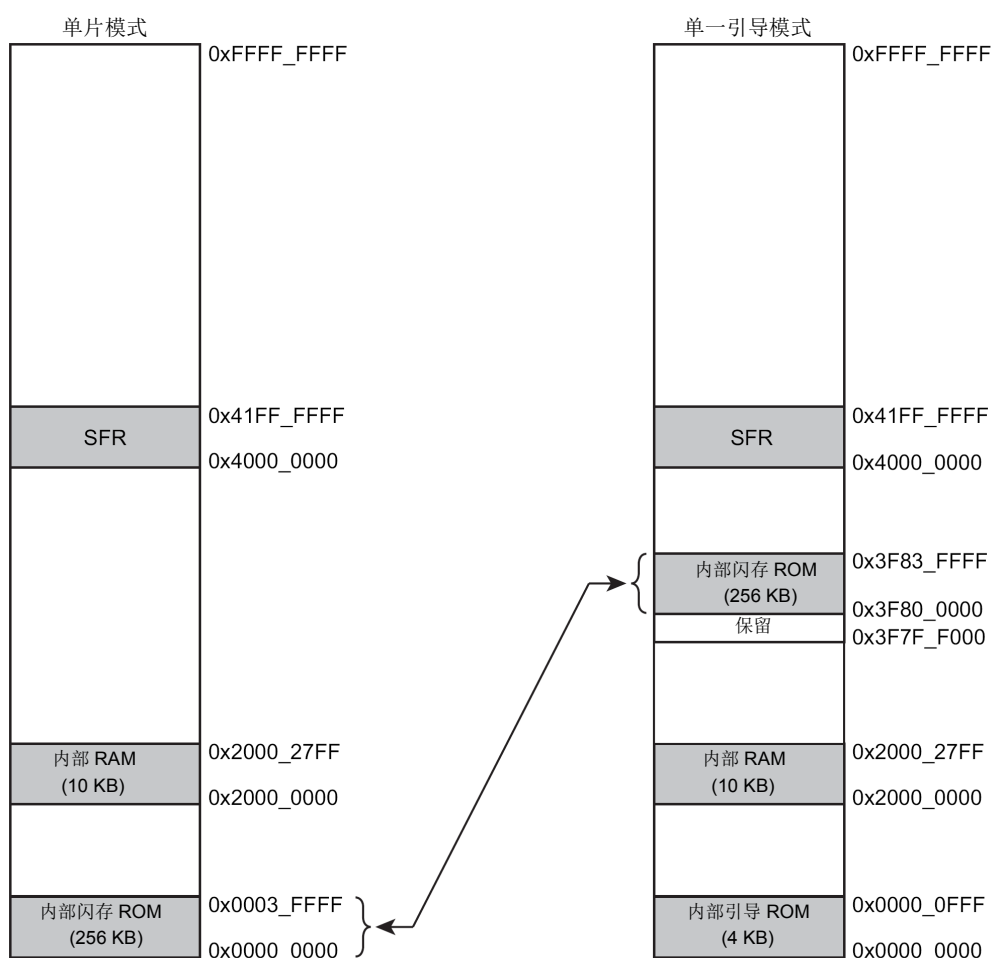 单片模式
0xFFFF_FFFF
SFR
0x41FF_FFFF
0x4000_0000
内部 RAM
(10 KB)
0x2000_27FF
0x2000_0000
内部闪存 ROM
(256 KB)
0x0003_FFFF
0x0000_0000
单一引导模式
0xFFFF_FFFF
SFR
0x41FF_FFFF
0x4000_0000
内部闪存 ROM
(256 KB)
0x3F83_FFFF
0x3F80_0000
保留
0x3F7F_F000
内部 RAM
(10 KB)
0x2000_27FF
0x2000_0000
内部引导 ROM
(4 KB)
0x0000_0FFF
0x0000_0000